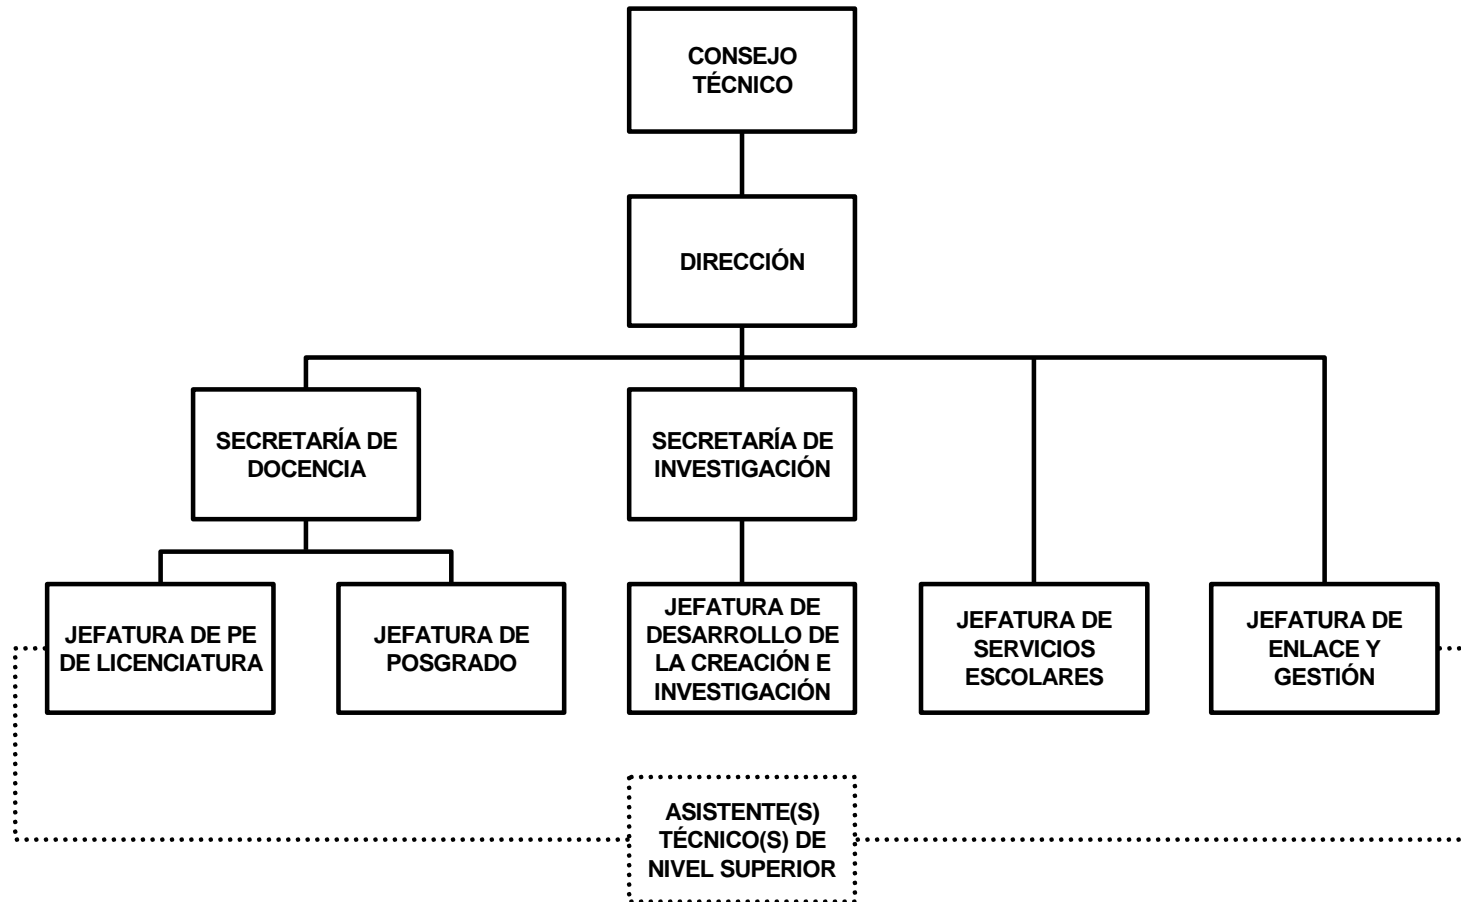 CONSEJO
TÉCNICO
DIRECCIÓN
SECRETARÍA DE
DOCENCIA
SECRETARÍA DE
INVESTIGACIÓN
JEFATURA DE PE
DE LICENCIATURA
JEFATURA DE
POSGRADO
JEFATURA DE
DESARROLLO DE
LA CREACIÓN E
INVESTIGACIÓN
JEFATURA DE
SERVICIOS
ESCOLARES
JEFATURA DE
ENLACE Y
GESTIÓN
ASISTENTE(S)
TÉCNICO(S) DE
NIVEL SUPERIOR